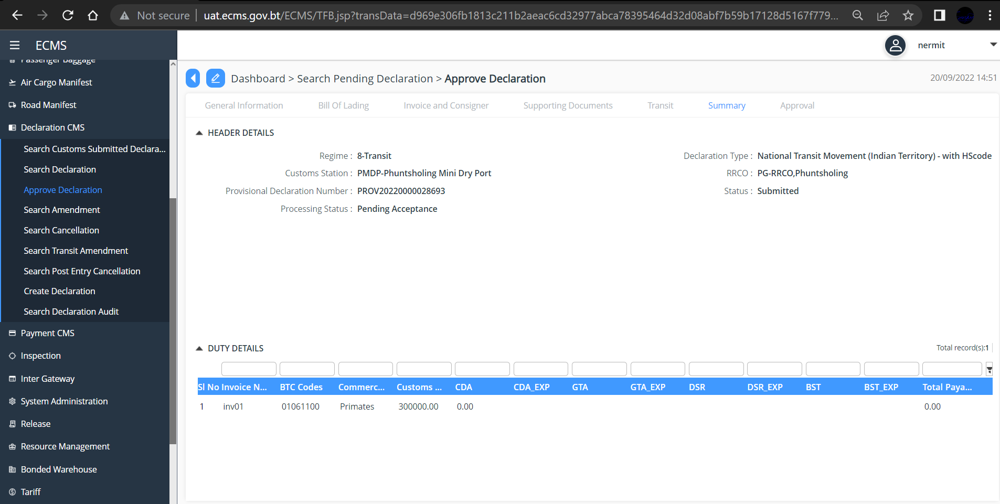 Not secure uat.ecms.gov.bt/ECMS/TFB.jsp?transData=d969e306fb1813c211b2aeac6cd32977abca78395464d32d08abf7b59b17128d5167f779...
ECMS
nermit
Passenger Baggage
Air Cargo Manifest
Road Manifest
Declaration CMS
Search Customs Submitted Declara...
Search Declaration
Approve Declaration
Search Amendment
Search Cancellation
Search Transit Amendment
Search Post Entry Cancellation
Create Declaration
Search Declaration Audit
Payment CMS
Inspection
Inter Gateway
System Administration
Release
Resource Management
Bonded Warehouse
Tariff
Dashboard > Search Pending Declaration > Approve Declaration
20/09/2022 14:51
General Information Bill Of Lading Invoice and Consigner Supporting Documents Transit Summary Approval
HEADER DETAILS
Regime : 8-Transit Declaration Type : National Transit Movement (Indian Territory) - with HScode
Customs Station : PMDP-Phuntsholing Mini Dry Port RRCO : PG-RRCO,Phuntsholing
Provisional Declaration Number : PROV20220000028693 Status : Submitted
Processing Status : Pending Acceptance
DUTY DETAILS Total record(s):1
Sl No Invoice N... BTC Codes Commerc... Customs ... CDA CDA_EXP GTA GTA_EXP DSR DSR_EXP BST BST_EXP Total Paya...
1 inv01 01061100 Primates 300000.00 0.00 0.00